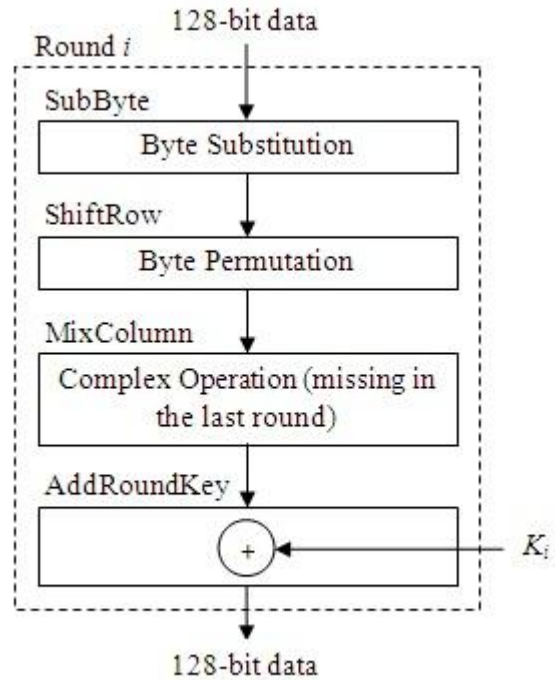 128-bit data
Round i
SubByte
Byte Substitution
ShiftRow
Byte Permutation
MixColumn
Complex Operation (missing in
the last round)
AddRoundKey
+
Ki
128-bit data